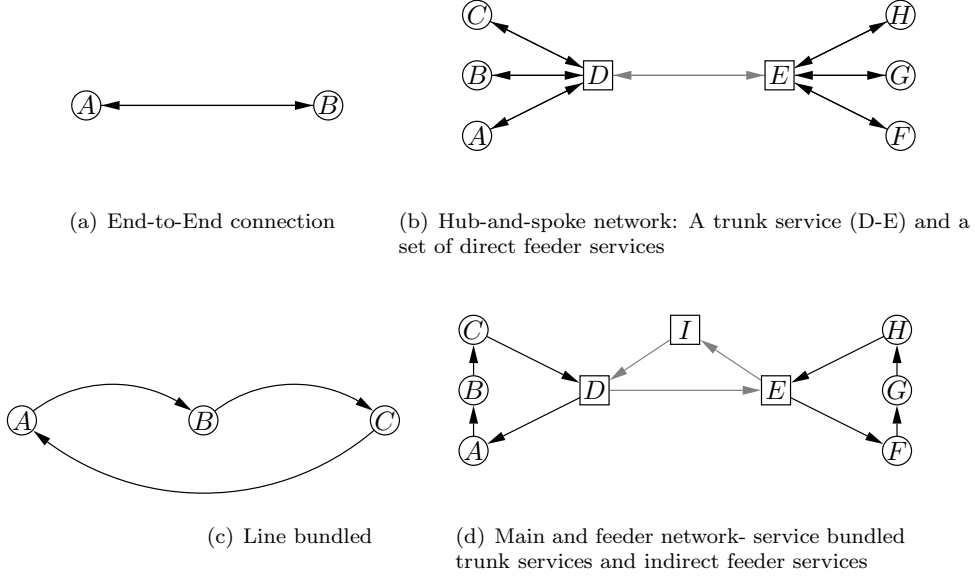 C
H
B
D
E
G
A
B
A
F
(a) End-to-End connection
(b) Hub-and-spoke network: A trunk service (D-E) and a
set of direct feeder services
C
I
H
B
D
E
G
A
B
C
A
F
(c) Line bundled
(d) Main and feeder network- service bundled
trunk services and indirect feeder services